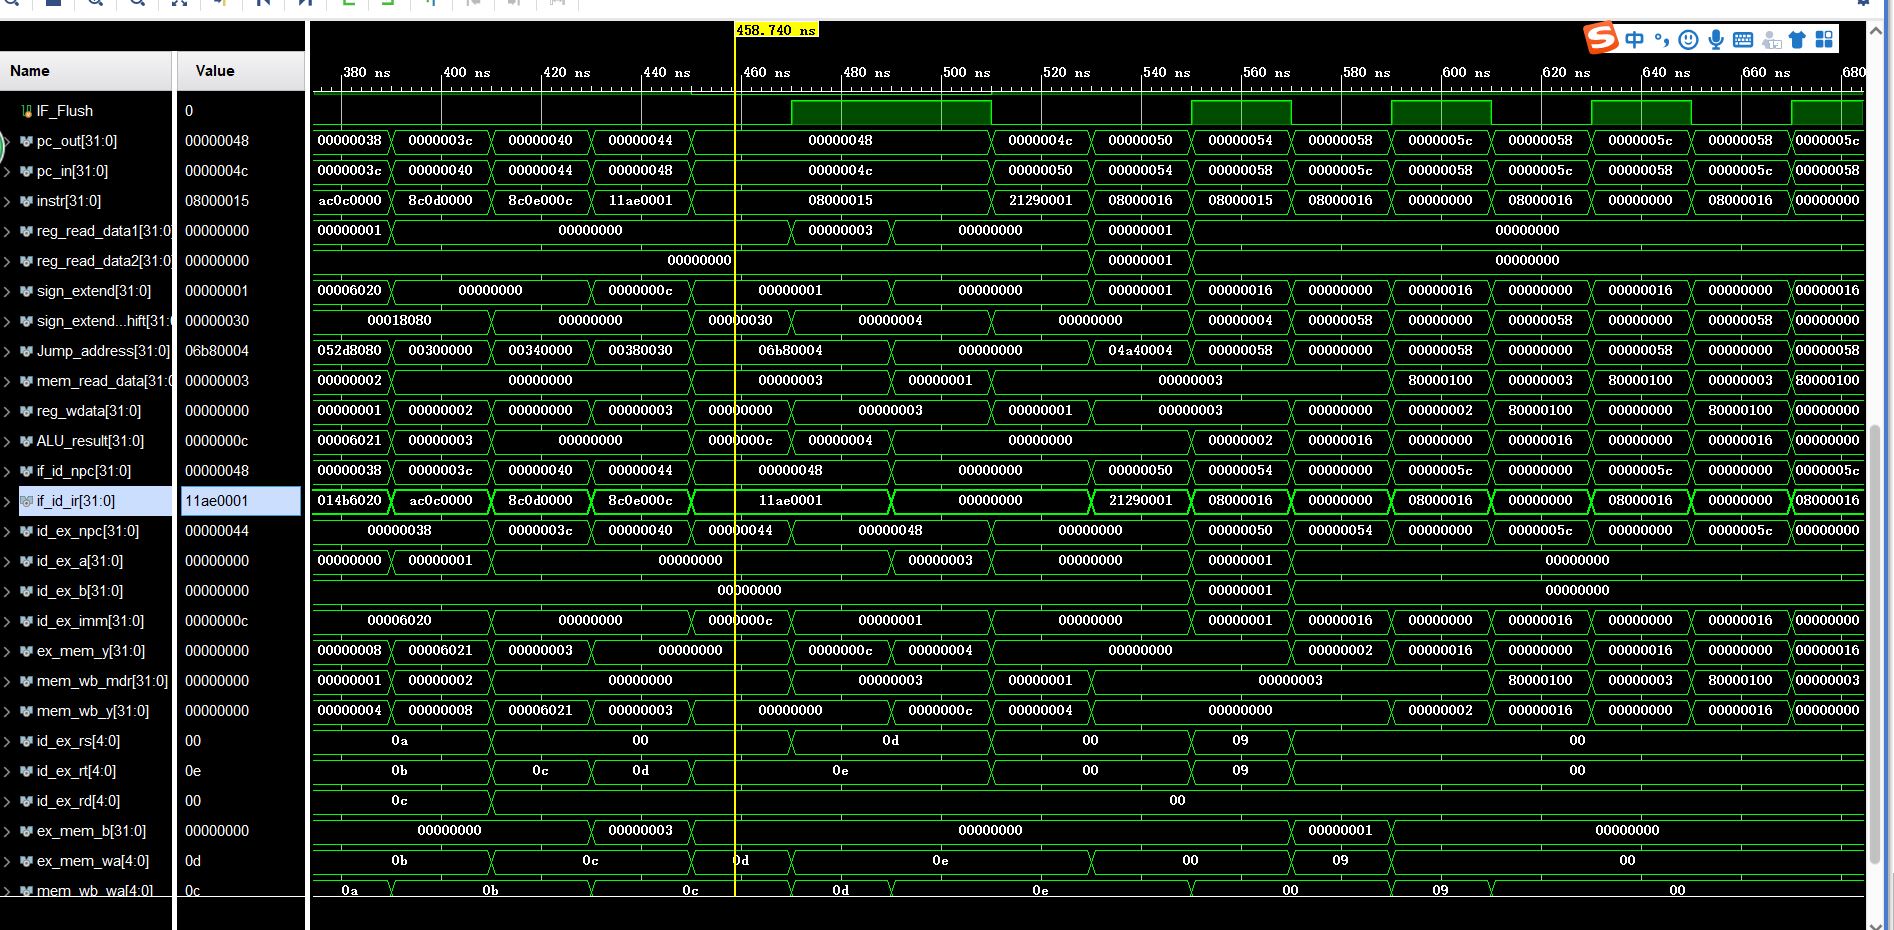 458.740 ns
中
Name Value 380 ns 400 ns 420 ns 440 ns 460 ns 480 ns 500 ns 520 ns 540 ns 560 ns 580 ns 600 ns 620 ns 640 ns 660 ns 680
IF_Flush 0
pc_out[31:0] 00000048 00000038 0000003c 00000040 00000044 00000048 0000004c 00000050 00000054 00000058 0000005c 00000058 0000005c 00000058 0000005c
pc_in[31:0] 0000004c 0000003c 00000040 00000044 00000048 0000004c 00000050 00000054 00000058 0000005c 00000058 0000005c 00000058 0000005c 00000058
instr[31:0] 08000015 ac0c0000 8c0d0000 8c0e000c 11ae0001 08000015 21290001 08000016 08000015 08000016 00000000 08000016 00000000 08000016 00000000
reg_read_data1[31:0] 00000000 00000001 00000000 00000003 00000000 00000001 00000000
reg_read_data2[31:0] 00000000 00000000 00000001 00000000
sign_extend[31:0] 00000001 00006020 00000000 0000000c 00000001 00000000 00000001 00000016 00000000 00000016 00000000 00000016 00000000 00000016
sign_extend...hift[31:0 00000030 00018080 00000000 00000030 00000004 00000000 00000004 00000058 00000000 00000058 00000000 00000058 00000000
Jump_address[31:0] 06b80004 052d8080 00300000 00340000 00380030 06b80004 00000000 04a40004 00000058 00000000 00000058 00000000 00000058 00000000 00000058
mem_read_data[31:0 00000003 00000002 00000000 00000003 00000001 00000003 80000100 00000003 80000100 00000003 80000100
reg_wdata[31:0] 00000000 00000001 00000002 00000000 00000003 00000000 00000003 00000001 00000003 00000000 00000002 80000100 00000000 80000100 00000000
ALU_result[31:0] 0000000c 00006021 00000003 00000000 0000000c 00000004 00000000 00000002 00000016 00000000 00000016 00000000 00000016 00000000
if_id_npc[31:0] 00000048 00000038 0000003c 00000040 00000044 00000048 00000000 00000050 00000054 00000000 0000005c 00000000 0000005c 00000000 0000005c
if_id_ir[31:0] 11ae0001 014b6020 ac0c0000 8c0d0000 8c0e000c 11ae0001 00000000 21290001 08000016 00000000 08000016 00000000 08000016 00000000 08000016
id_ex_npc[31:0] 00000044 00000038 0000003c 00000040 00000044 00000048 00000000 00000050 00000054 00000000 0000005c 00000000 0000005c 00000000
id_ex_a[31:0] 00000000 00000000 00000001 00000000 00000003 00000000 00000001 00000000
id_ex_b[31:0] 00000000 00000000 00000001 00000000
id_ex_imm[31:0] 0000000c 00006020 00000000 0000000c 00000001 00000000 00000001 00000016 00000000 00000016 00000000 00000016 00000000
ex_mem_y[31:0] 00000000 00000008 00006021 00000003 00000000 0000000c 00000004 00000000 00000002 00000016 00000000 00000016 00000000 00000016
mem_wb_mdr[31:0] 00000000 00000001 00000002 00000000 00000003 00000001 00000003 80000100 00000003 80000100 00000003
mem_wb_y[31:0] 00000000 00000004 00000008 00006021 00000003 00000000 0000000c 00000004 00000000 00000002 00000016 00000000 00000016 00000000
id_ex_rs[4:0] 00 0a 00 0d 00 09 00
id_ex_rt[4:0] 0e 0b 0c 0d 0e 00 09 00
id_ex_rd[4:0] 00 0c 00
ex_mem_b[31:0] 00000000 00000000 00000003 00000000 00000001 00000000
ex_mem_wa[4:0] 0d 0b 0c 0d 0e 00 09 00
mem_wb_wa[4:0] 0c 0a 0b 0c 0d 0e 00 09 00